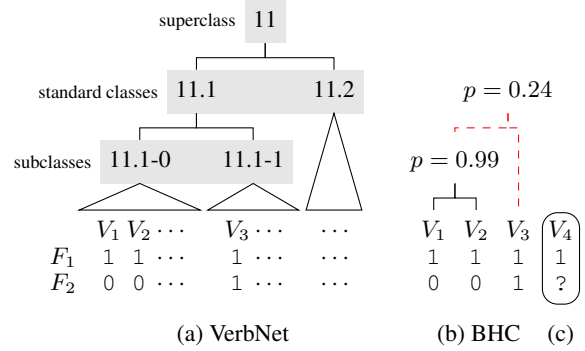 superclass 11
standard classes 11.1 11.2 p = 0.24
subclasses 11.1-0 11.1-1 p = 0.99
V1 V2 ··· V3 ··· ··· V1 V2 V3 V4
F1 1 1 ··· 1 ··· ··· 1 1 1 1
F2 0 0 ··· 1 ··· ··· 0 0 1 ?
(a) VerbNet (b) BHC (c)